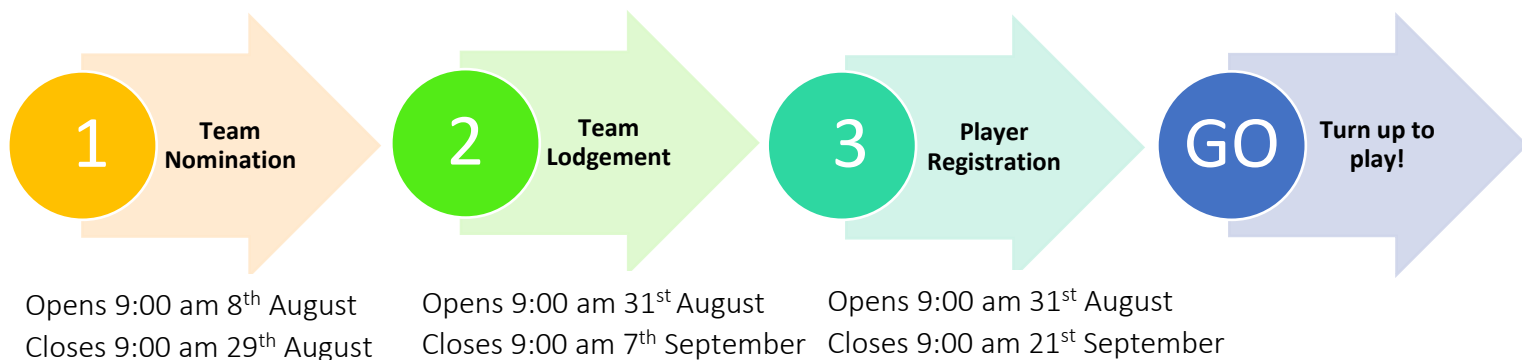 1
Team
Nomination
2
Team
Lodgement
3
Player
Registration
GO
Turn up to
play!
Opens 9:00 am 8th August
Closes 9:00 am 29th August
Opens 9:00 am 31st August
Closes 9:00 am 7th September
Opens 9:00 am 31st August
Closes 9:00 am 21st September